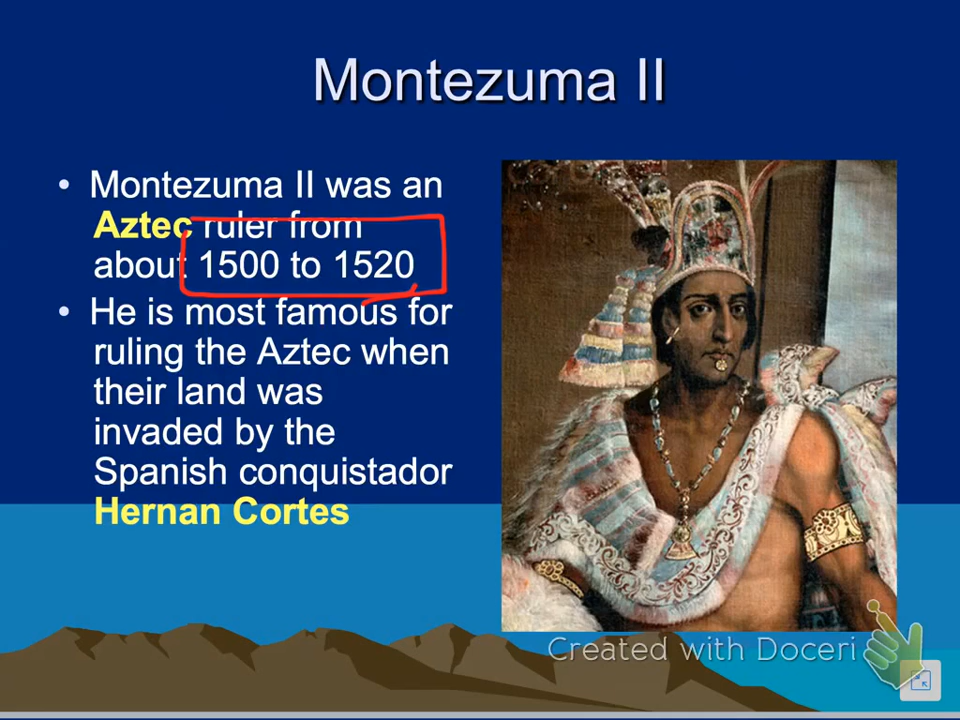 Montezuma II
• Montezuma II was an
Aztec ruler from
about 1500 to 1520
• He is most famous for
ruling the Aztec when
their land was
invaded by the
Spanish conquistador
Hernan Cortes
Created with Doceri